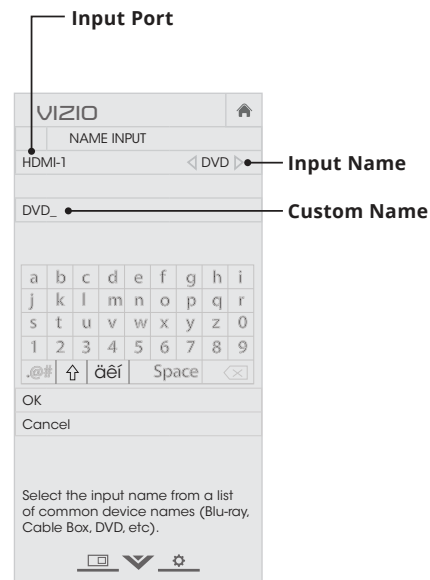 Input Port
VIZIO
NAME INPUT
HDMI-1 DVD
Input Name
DVD_
Custom Name
a b c d e f g h i
j k l m n o p q r
s t u v w x y z 0
1 2 3 4 5 6 7 8 9
.@# äêí Space
OK
Cancel
Select the input name from a list
of common device names (Blu-ray,
Cable Box, DVD, etc).